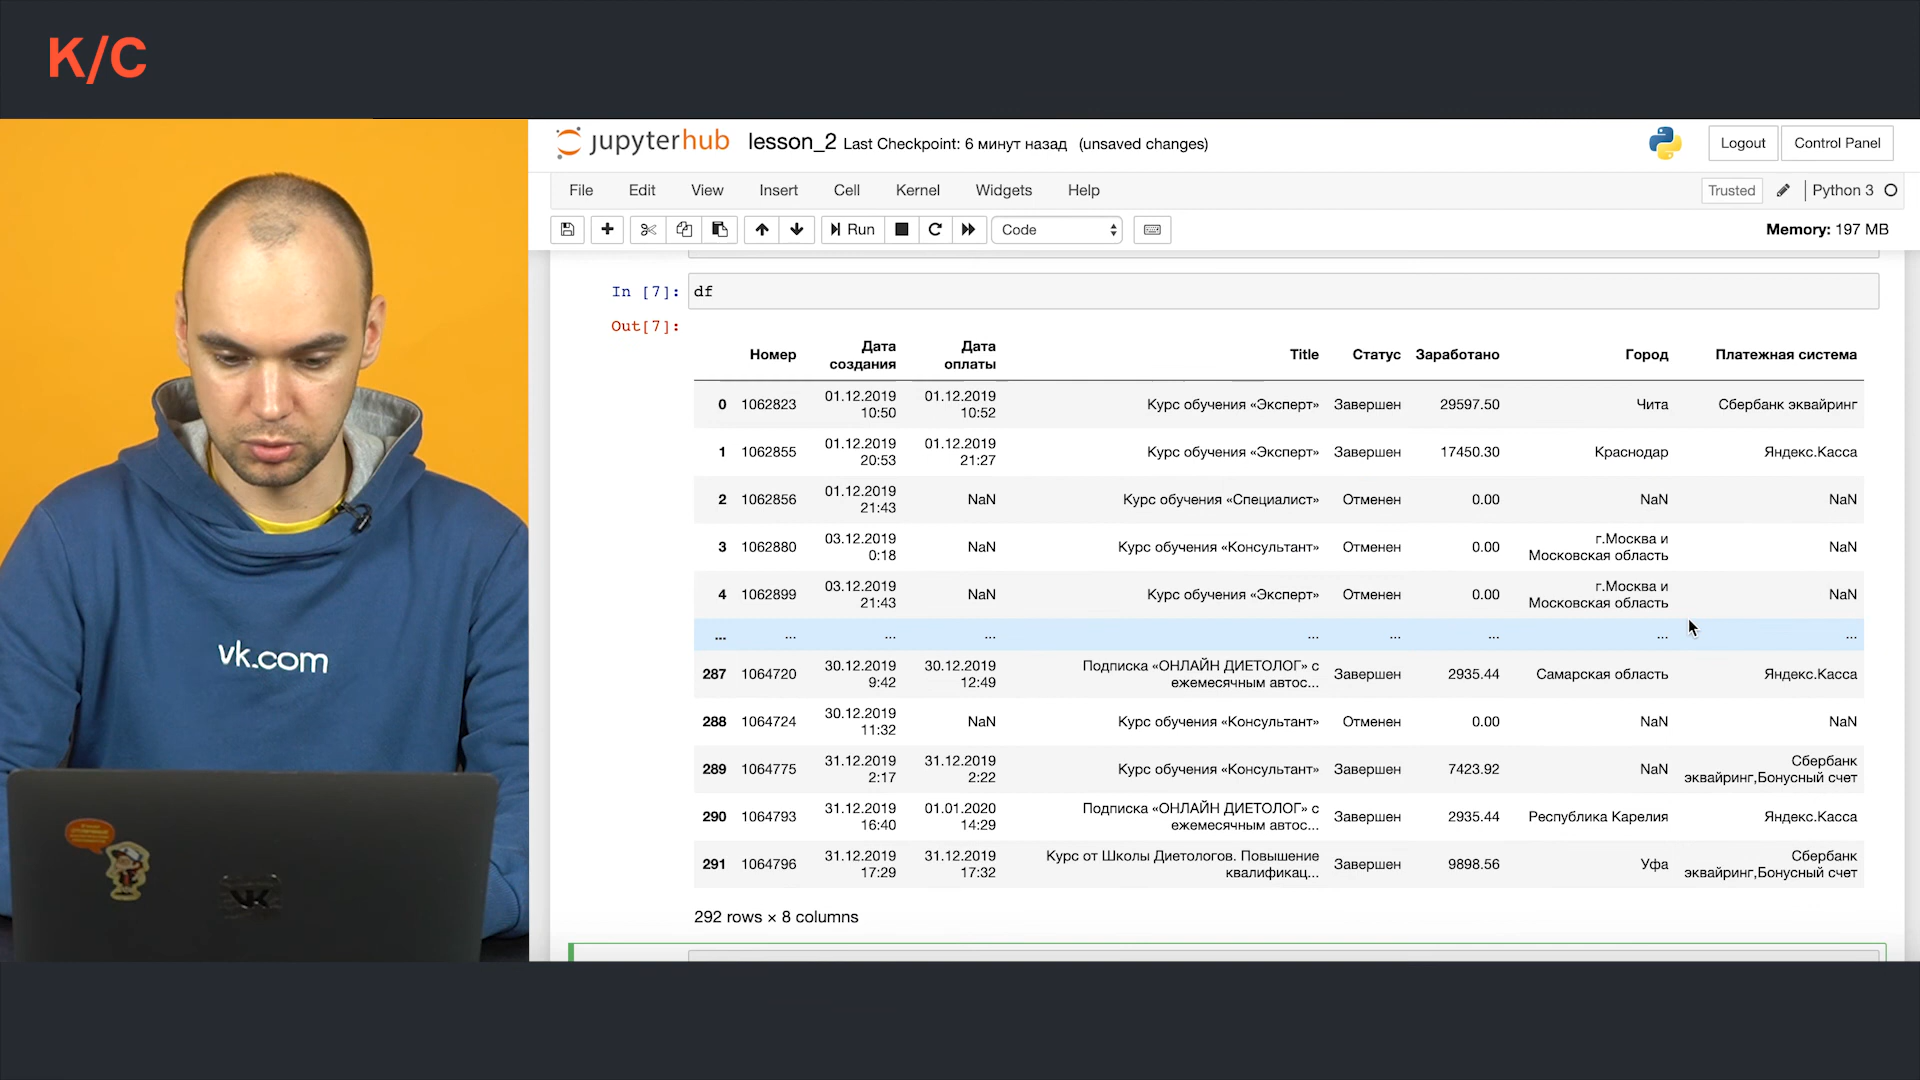 K/C
jupyterhub lesson_2 Last Checkpoint: 6 минут назад (unsaved changes) Logout Control Panel
File Edit View Insert Cell Kernel Widgets Help Trusted Python 3
Run Code Memory: 197 MB
In [7]: df
Out[7]:
Номер Дата создания Дата оплаты Title Статус Заработано Город Платежная система
0 1062823 01.12.2019 10:50 01.12.2019 10:52 Курс обучения «Эксперт» Завершен 29597.50 Чита Сбербанк эквайринг
1 1062855 01.12.2019 20:53 01.12.2019 21:27 Курс обучения «Эксперт» Завершен 17450.30 Краснодар Яндекс.Касса
2 1062856 01.12.2019 21:43 NaN Курс обучения «Специалист» Отменен 0.00 NaN NaN
3 1062880 03.12.2019 0:18 NaN Курс обучения «Консультант» Отменен 0.00 г.Москва и Московская область NaN
4 1062899 03.12.2019 21:43 NaN Курс обучения «Эксперт» Отменен 0.00 г.Москва и Московская область NaN
... ... ... ... ... ... ... ... ...
287 1064720 30.12.2019 9:42 30.12.2019 12:49 Подписка «ОНЛАЙН ДИЕТОЛОГ» с ежемесячным автос... Завершен 2935.44 Самарская область Яндекс.Касса
288 1064724 30.12.2019 11:32 NaN Курс обучения «Консультант» Отменен 0.00 NaN NaN
289 1064775 31.12.2019 2:17 31.12.2019 2:22 Курс обучения «Консультант» Завершен 7423.92 NaN Сбербанк эквайринг,Бонусный счет
290 1064793 31.12.2019 16:40 01.01.2020 14:29 Подписка «ОНЛАЙН ДИЕТОЛОГ» с ежемесячным автос... Завершен 2935.44 Республика Карелия Яндекс.Касса
291 1064796 31.12.2019 17:29 31.12.2019 17:32 Курс от Школы Диетологов. Повышение квалификац... Завершен 9898.56 Уфа Сбербанк эквайринг,Бонусный счет
292 rows × 8 columns
vk.com
VK